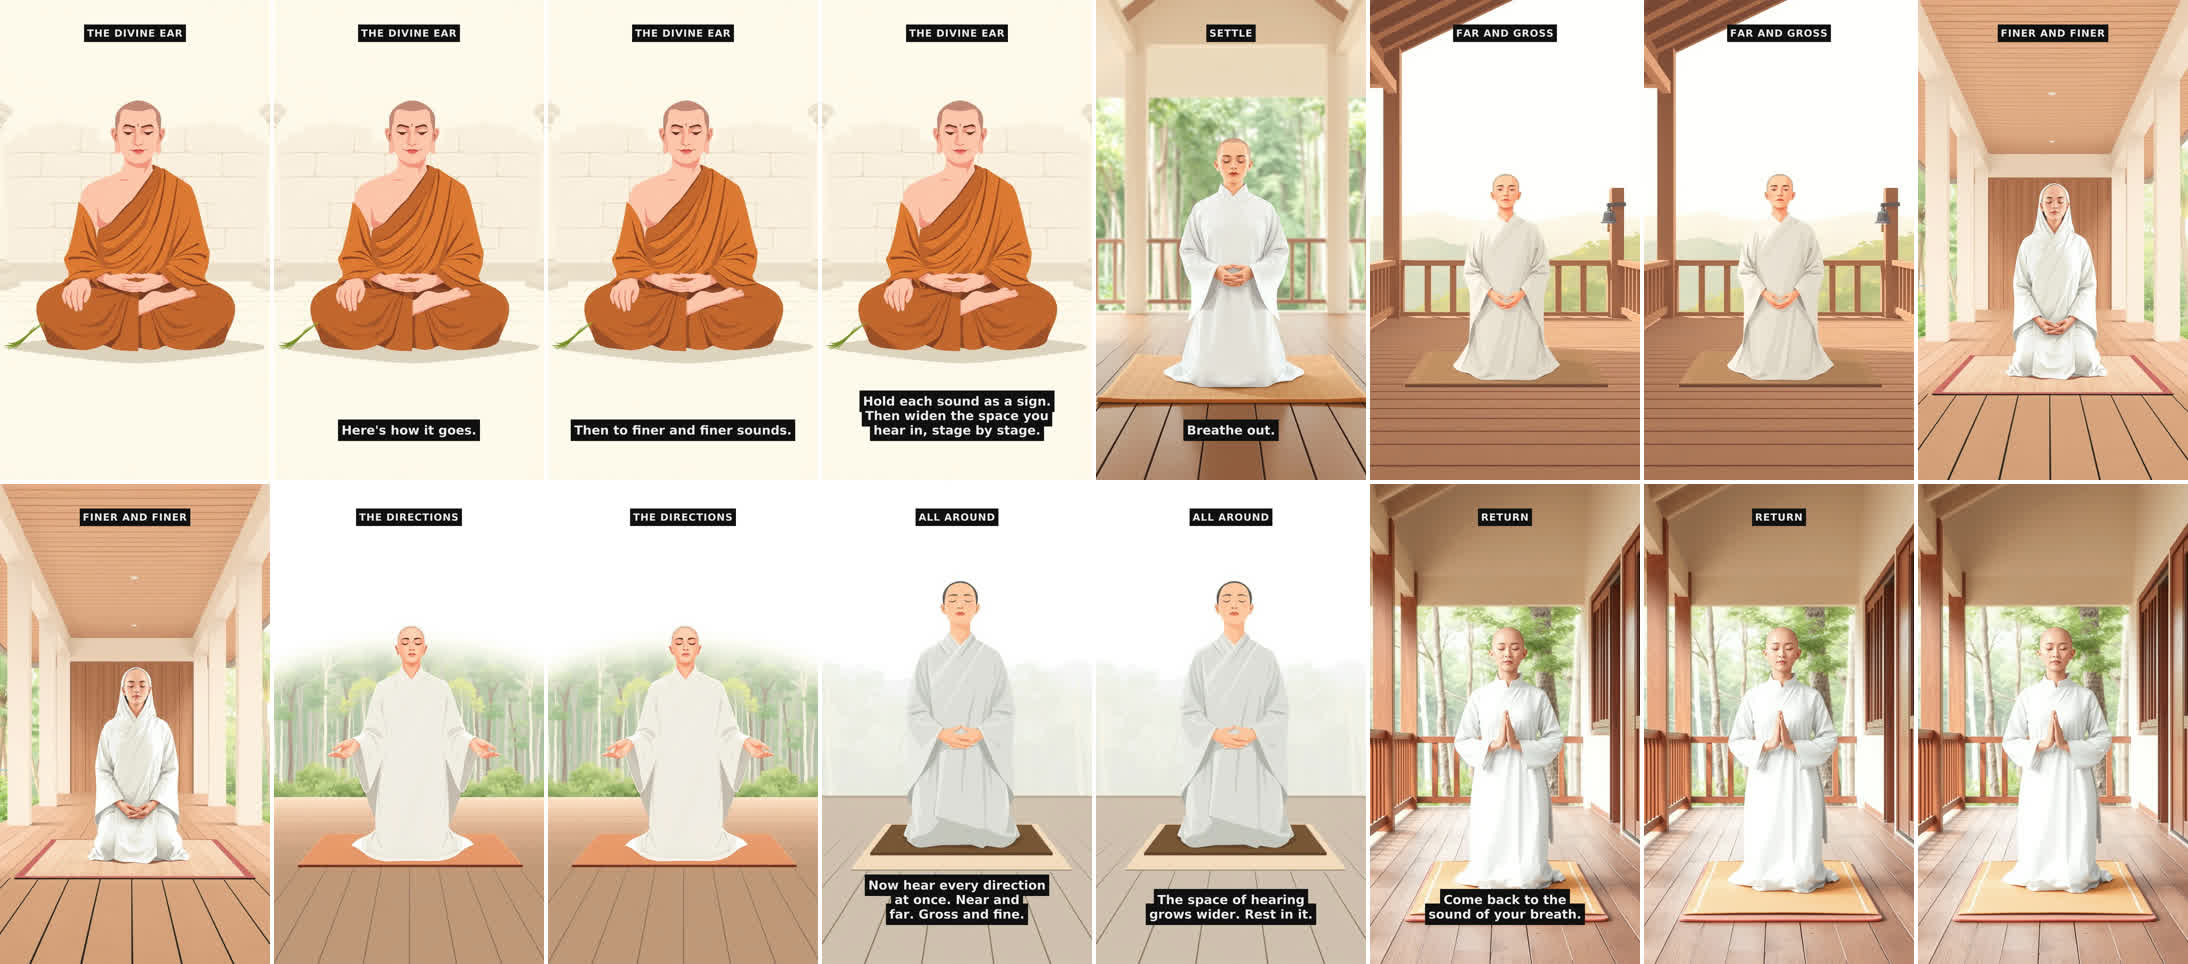 THE DIVINE EAR
THE DIVINE EAR
Here's how it goes.
THE DIVINE EAR
Then to finer and finer sounds.
THE DIVINE EAR
Hold each sound as a sign.
Then widen the space you
hear in, stage by stage.
SETTLE
Breathe out.
FAR AND GROSS
FAR AND GROSS
FINER AND FINER
FINER AND FINER
THE DIRECTIONS
THE DIRECTIONS
ALL AROUND
Now hear every direction
at once. Near and
far. Gross and fine.
ALL AROUND
The space of hearing
grows wider. Rest in it.
RETURN
Come back to the
sound of your breath.
RETURN